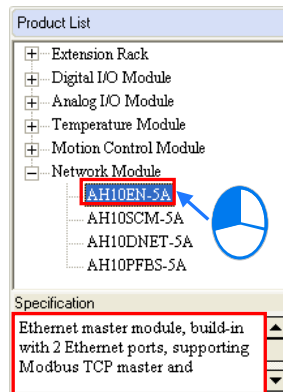 Product List
Extension Rack
Digital I/O Module
Analog I/O Module
Temperature Module
Motion Control Module
Network Module
AH10EN-5A
AH10SCM-5A
AH10DNET-5A
AH10PFBS-5A
Specification
Ethernet master module, build-in
with 2 Ethernet ports, supporting
Modbus TCP master and